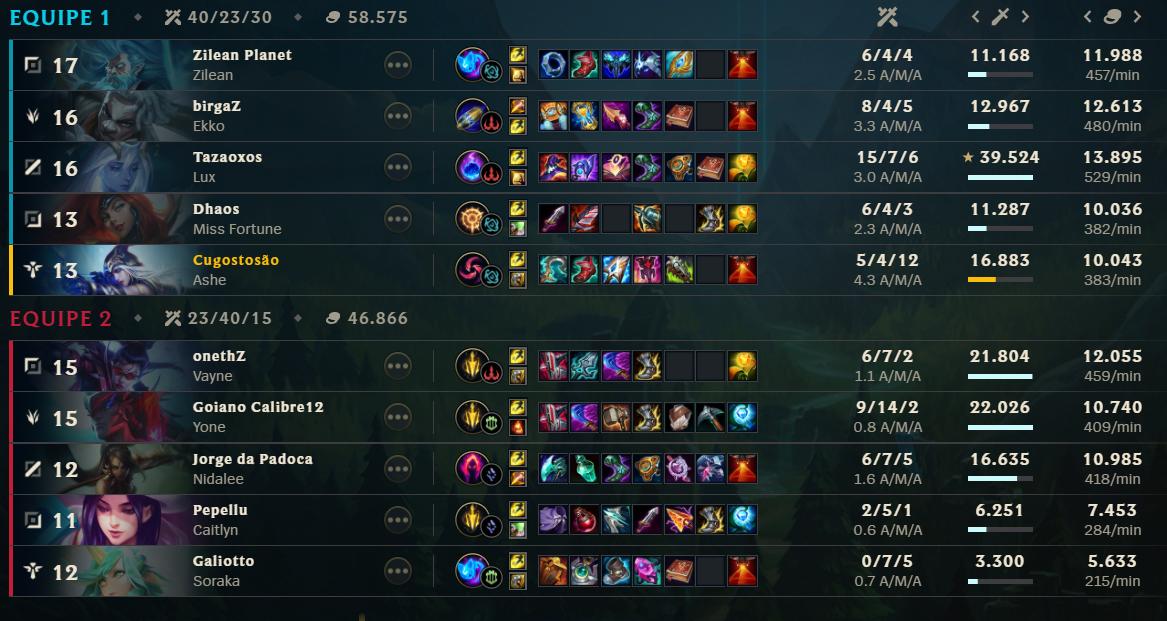 EQUIPE 1 40/23/30 58.575
17 Zilean Planet 6/4/4 11.168 11.988
Zilean 2.5 A/M/A 457/min
16 birgaZ 8/4/5 12.967 12.613
Ekko 3.3 A/M/A 480/min
16 Tazaoxos 15/7/6 39.524 13.895
Lux 3.0 A/M/A 529/min
13 Dhaos 6/4/3 11.287 10.036
Miss Fortune 2.3 A/M/A 382/min
13 Cugostosão 5/4/12 16.883 10.043
Ashe 4.3 A/M/A 383/min
EQUIPE 2 23/40/15 46.866
15 onethZ 6/7/2 21.804 12.055
Vayne 1.1 A/M/A 459/min
15 Goiano Calibre12 9/14/2 22.026 10.740
Yone 0.8 A/M/A 409/min
12 Jorge da Padoca 6/7/5 16.635 10.985
Nidalee 1.6 A/M/A 418/min
11 Pepellu 2/5/1 6.251 7.453
Caitlyn 0.6 A/M/A 284/min
12 Galiotto 0/7/5 3.300 5.633
Soraka 0.7 A/M/A 215/min